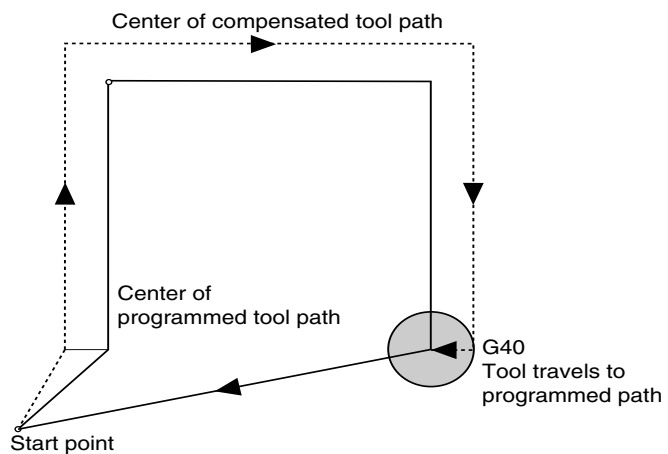 Center of compensated tool path
Center of
programmed tool path
G40
Tool travels to
programmed path
Start point